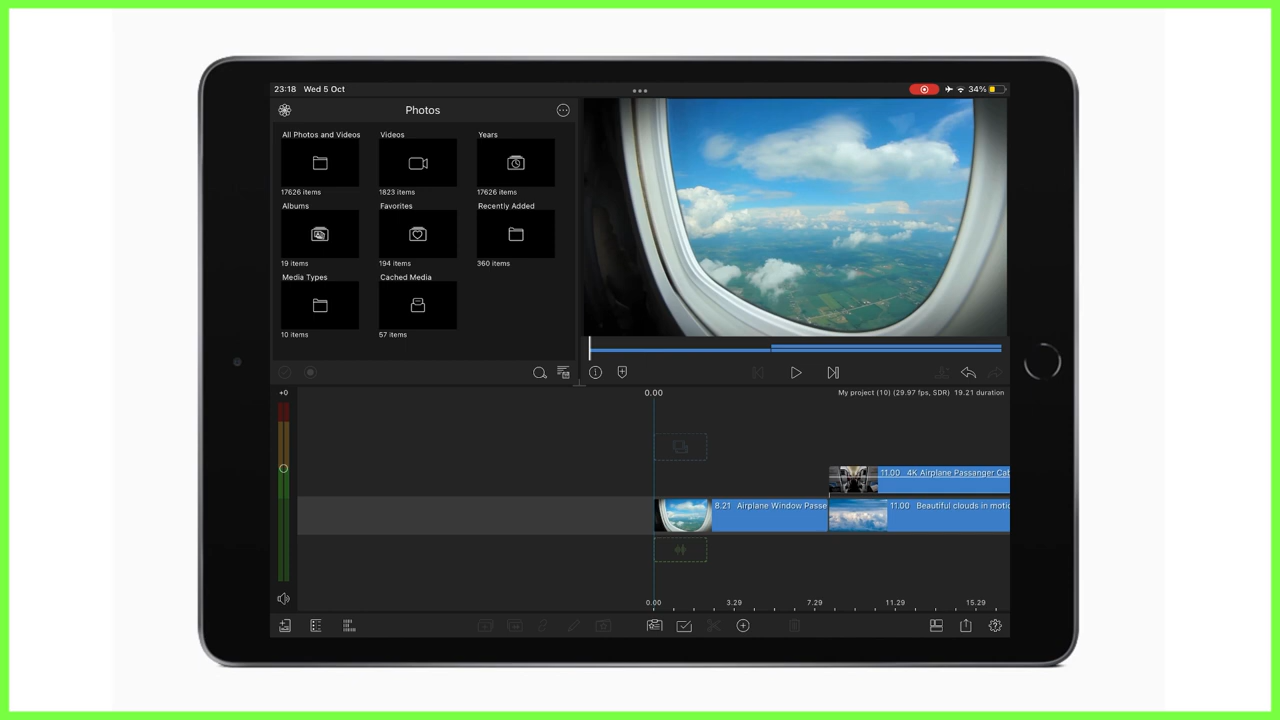 23:18 Wed 5 Oct
34%
Photos
All Photos and Videos
Videos
Years
17626 items
1823 items
17626 items
Albums
Favorites
Recently Added
19 items
194 items
360 items
Media Types
Cached Media
10 items
57 items
+0
0.00
My project (10) (29.97 fps, SDR) 19.21 duration
11.00 4K Airplane Passanger Cab
8.21 Airplane Window Passe
11.00 Beautiful clouds in motio
0.00
3.29
7.29
11.29
15.29